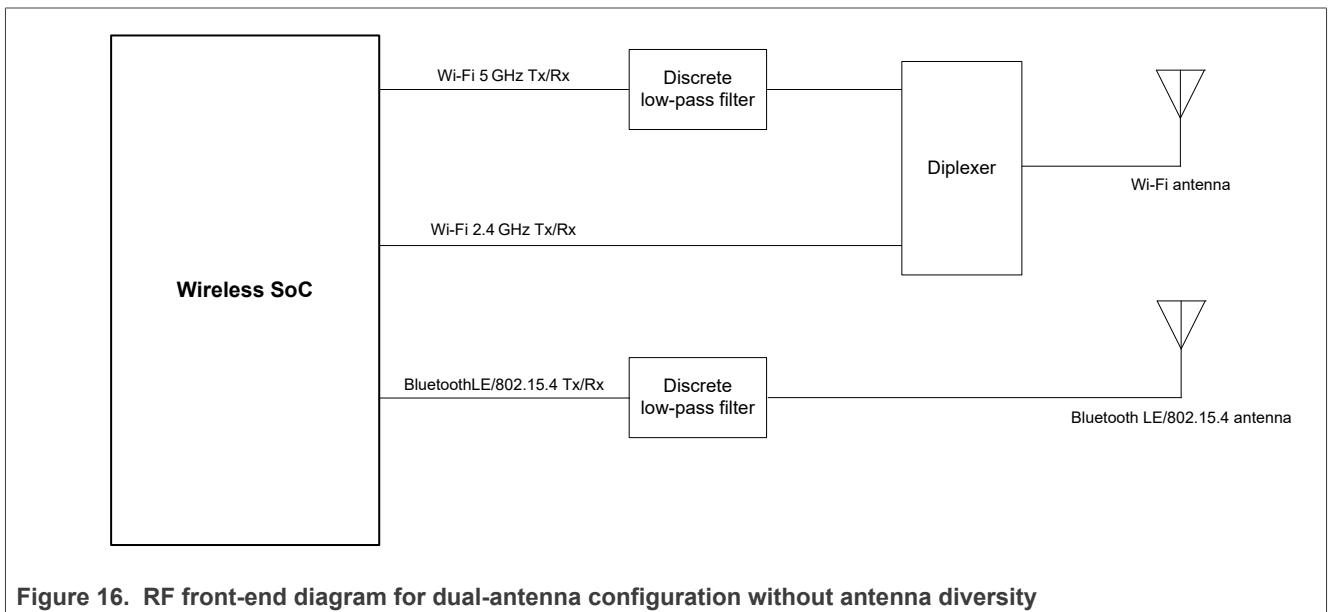 Wi-Fi 5 GHz Tx/Rx
Discrete
low-pass filter
Diplexer
Wi-Fi antenna
Wi-Fi 2.4 GHz Tx/Rx
Wireless SoC
BluetoothLE/802.15.4 Tx/Rx
Discrete
low-pass filter
Bluetooth LE/802.15.4 antenna
Figure 16. RF front-end diagram for dual-antenna configuration without antenna diversity